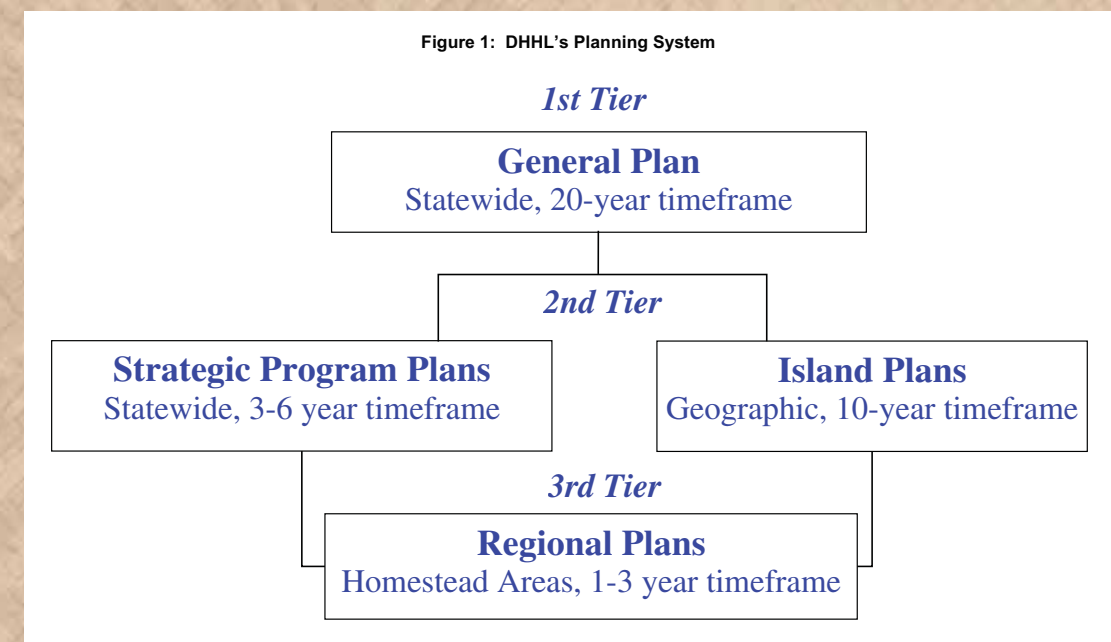 Figure 1: DHHL's Planning System
1st Tier
General Plan
Statewide, 20-year timeframe
2nd Tier
Strategic Program Plans
Statewide, 3-6 year timeframe
Island Plans
Geographic, 10-year timeframe
3rd Tier
Regional Plans
Homestead Areas, 1-3 year timeframe